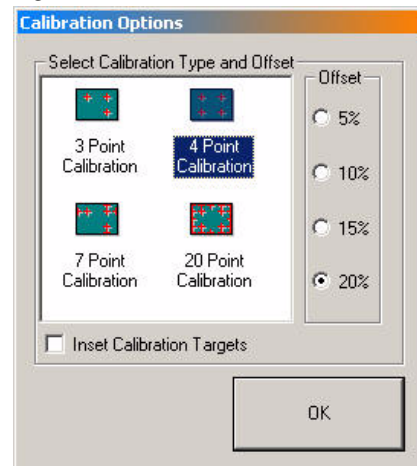 Calibration Options
Select Calibration Type and Offset
3 Point
Calibration
4 Point
Calibration
7 Point
Calibration
20 Point
Calibration
Offset
5%
10%
15%
20%
Inset Calibration Targets
OK